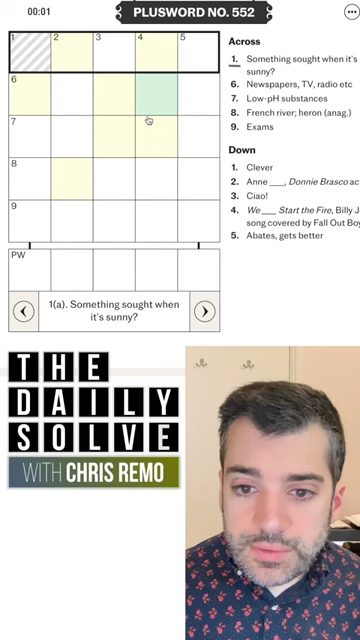 00:01
PLUSWORD NO. 552
1
2
3
4
5
6
7
8
9
PW
1(a). Something sought when
it's sunny?
Across
1. Something sought when it's
sunny?
6. Newspapers, TV, radio etc
7. Low-pH substances
8. French river; heron (anag.)
9. Exams
Down
1. Clever
2. Anne ___, Donnie Brasco ac
3. Ciao!
4. We ___ Start the Fire, Billy J
song covered by Fall Out Boy
5. Abates, gets better
THE
DAILY
SOLVE
WITH CHRIS REMO